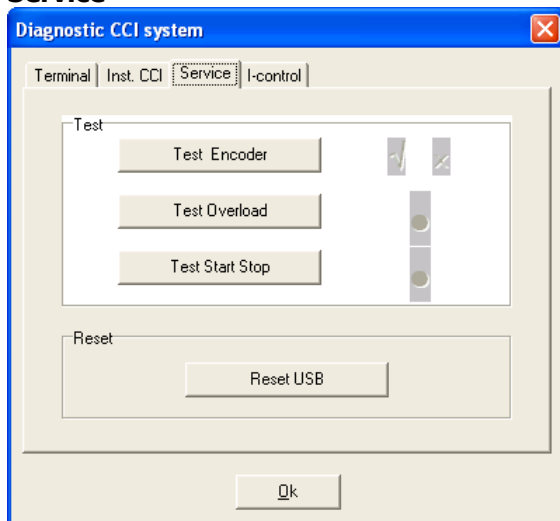 Service
Diagnostic CCI system
Terminal Inst. CCI Service I-control
Test
Test Encoder
Test Overload
Test Start Stop
Reset
Reset USB
Ok